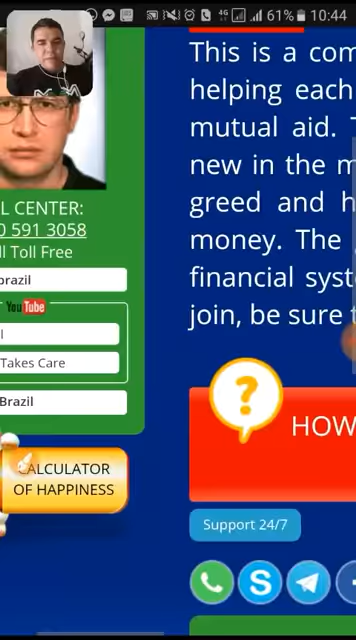 4G
61%
10:44
This is a com
helping each
mutual aid. T
new in the m
greed and h
money. The
financial syst
join, be sure t
L CENTER:
0 591 3058
ll Toll Free
brazil
YouTube
l
Takes Care
Brazil
CALCULATOR
OF HAPPINESS
?
HOW
Support 24/7